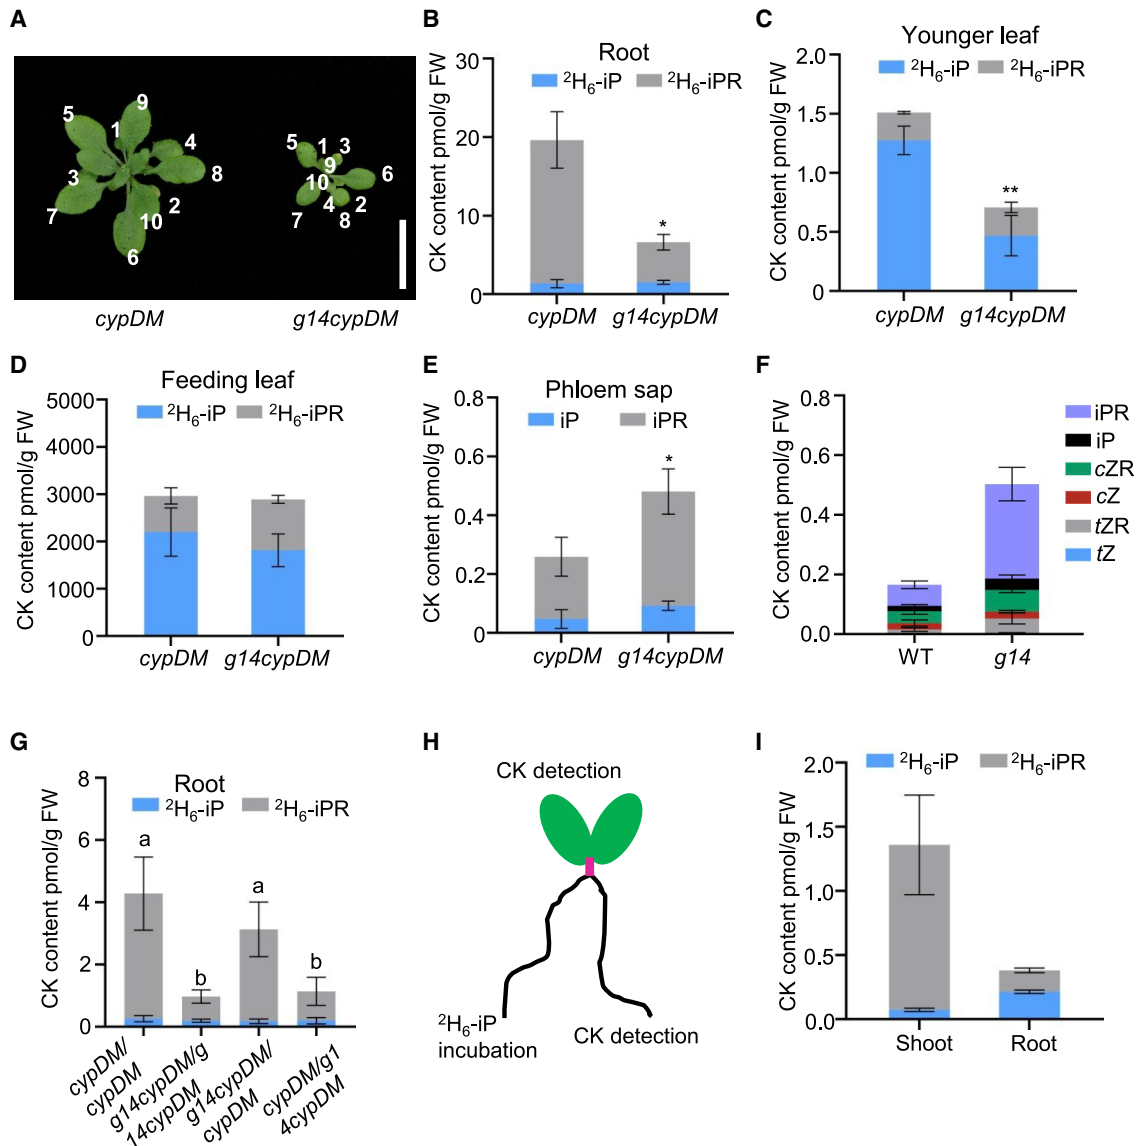 A
9
5
1
4
8
3
7
2
10
6
5
1
3
9
6
10
7
4
2
8
cypDM
g14cypDM
B
Root
²H₆-iP
²H₆-iPR
CK content pmol/g FW
30
20
10
0
*
cypDM
g14cypDM
C
Younger leaf
²H₆-iP
²H₆-iPR
CK content pmol/g FW
2.0
1.5
1.0
0.5
0
**
cypDM
g14cypDM
D
Feeding leaf
²H₆-iP
²H₆-iPR
CK content pmol/g FW
5000
4000
3000
2000
1000
0
cypDM
g14cypDM
E
Phloem sap
iP
iPR
CK content pmol/g FW
0.8
0.6
0.4
0.2
0
*
cypDM
g14cypDM
F
CK content pmol/g FW
0.8
0.6
0.4
0.2
0.0
WT
g14
iPR
iP
cZR
cZ
tZR
tZ
G
Root
²H₆-iP
²H₆-iPR
CK content pmol/g FW
8
6
4
2
0
a
b
a
b
cypDM/
cypDM
g14cypDM/g
14cypDM
g14cypDM/
cypDM
cypDM/g1
4cypDM
H
CK detection
²H₆-iP
incubation
CK detection
I
²H₆-iP
²H₆-iPR
CK content pmol/g FW
2.0
1.5
1.0
0.5
0.0
Shoot
Root